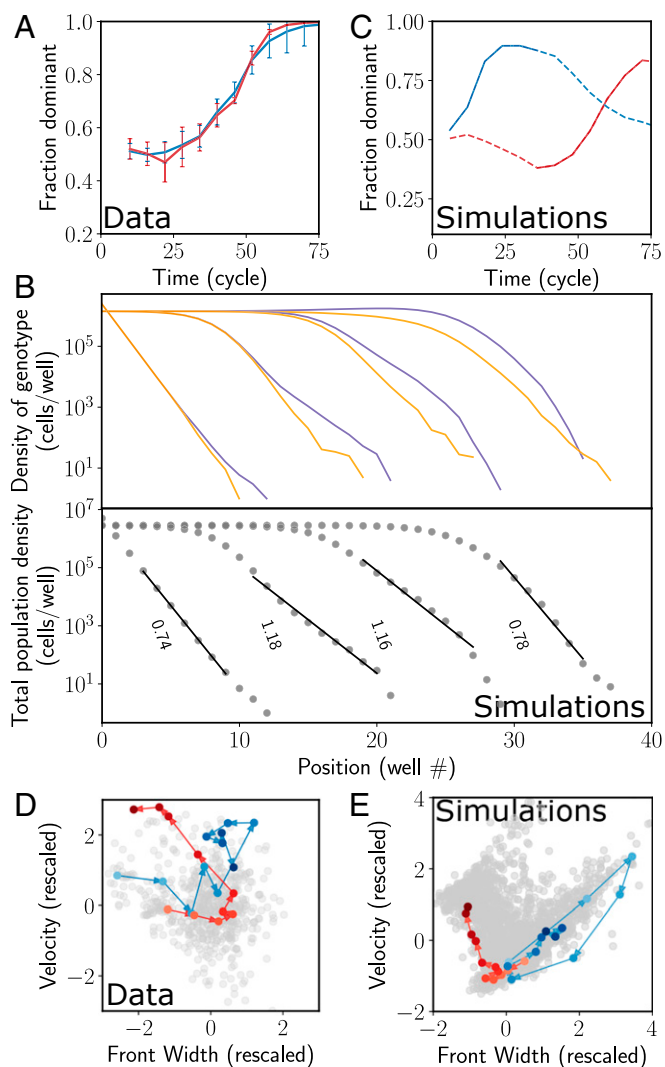 A
Fraction dominant
1.0
0.8
0.6
0.4
0.2
Data
0
25
50
75
Time (cycle)
C
Fraction dominant
1.00
0.75
0.50
0.25
Simulations
0
25
50
75
Time (cycle)
B
Density of genotype
(cells/well)
10^5
10^3
10^1
Total population density
(cells/well)
10^7
10^5
10^3
10^1
0.74
1.18
1.16
0.78
Simulations
0
10
20
30
40
Position (well #)
D
Velocity (rescaled)
2
0
−2
Data
−2
0
2
Front Width (rescaled)
E
Simulations
Velocity (rescaled)
4
2
0
−2
−2
0
2
4
Front Width (rescaled)